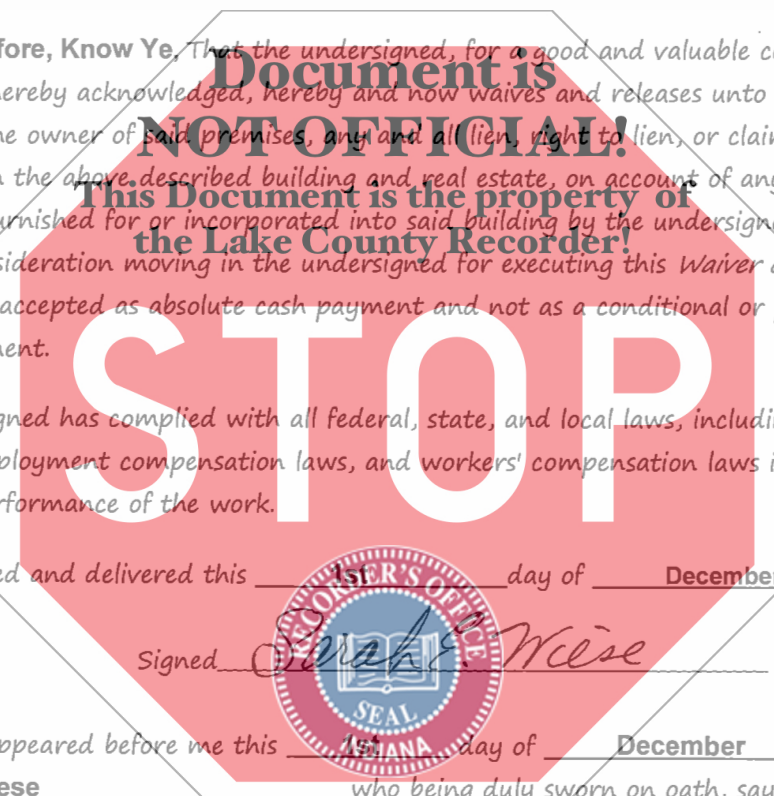 fore, Know Ye, That the undersigned, for a good and valuable c
Document is
ereby acknowledged, hereby and now waives and releases unto
NOT OFFICIAL!
e owner of said premises, any and all lien, right to lien, or clai
the above described building and real estate, on account of any
This Document is the property of
urnished for or incorporated into said building by the undersign
the Lake County Recorder!
sideration moving in the undersigned for executing this Waiver
accepted as absolute cash payment and not as a conditional or
ent.
STOP
gned has complied with all federal, state, and local laws, includi
ployment compensation laws, and workers' compensation laws i
rformance of the work.
ed and delivered this 1st day of December
RECORDER'S OFFICE
Signed Sarah E. Wiese
SEAL
INDIANA
ppeared before me this 1st day of December
ese who being duly sworn on oath, say